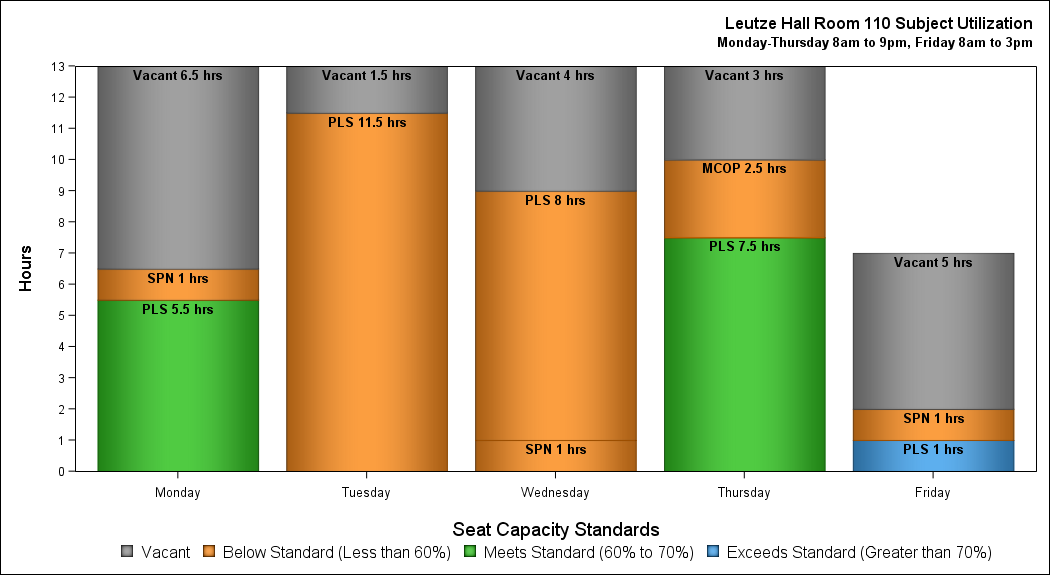 Leutze Hall Room 110 Subject Utilization
Monday-Thursday 8am to 9pm, Friday 8am to 3pm
Hours
13
12
11
10
9
8
7
6
5
4
3
2
1
0
Vacant 6.5 hrs
SPN 1 hrs
PLS 5.5 hrs
Vacant 1.5 hrs
PLS 11.5 hrs
Vacant 4 hrs
PLS 8 hrs
SPN 1 hrs
Vacant 3 hrs
MCOP 2.5 hrs
PLS 7.5 hrs
Vacant 5 hrs
SPN 1 hrs
PLS 1 hrs
Monday Tuesday Wednesday Thursday Friday
Seat Capacity Standards
Vacant Below Standard (Less than 60%) Meets Standard (60% to 70%) Exceeds Standard (Greater than 70%)